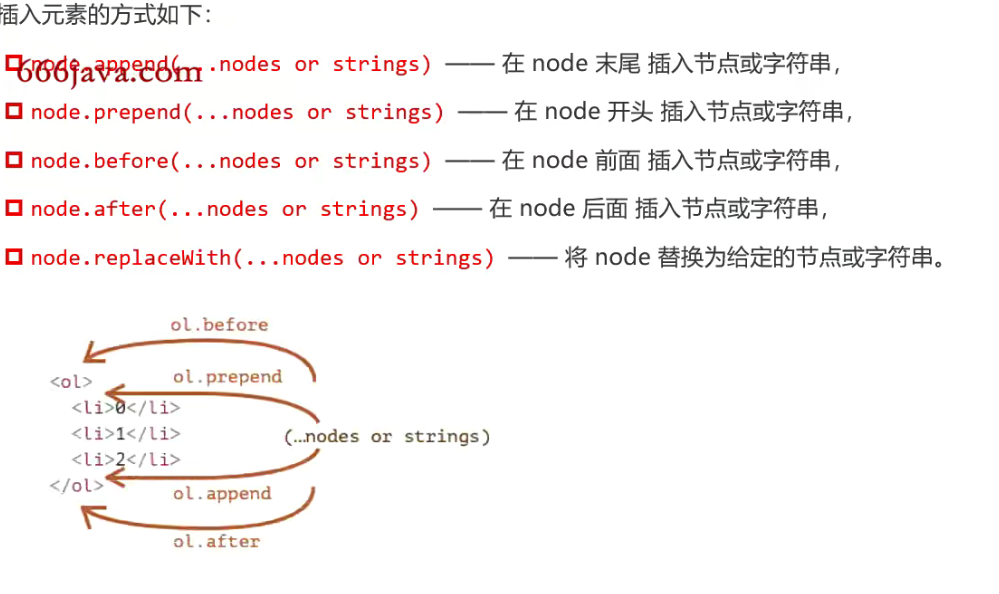 插入元素的方式如下:
node.append(...nodes or strings) —— 在 node 末尾 插入节点或字符串,
666java.com
node.prepend(...nodes or strings) —— 在 node 开头 插入节点或字符串,
node.before(...nodes or strings) —— 在 node 前面 插入节点或字符串,
node.after(...nodes or strings) —— 在 node 后面 插入节点或字符串,
node.replaceWith(...nodes or strings) —— 将 node 替换为给定的节点或字符串。
ol.before
<ol>
ol.prepend
<li>0</li>
<li>1</li>
(…nodes or strings)
<li>2</li>
</ol>
ol.append
ol.after